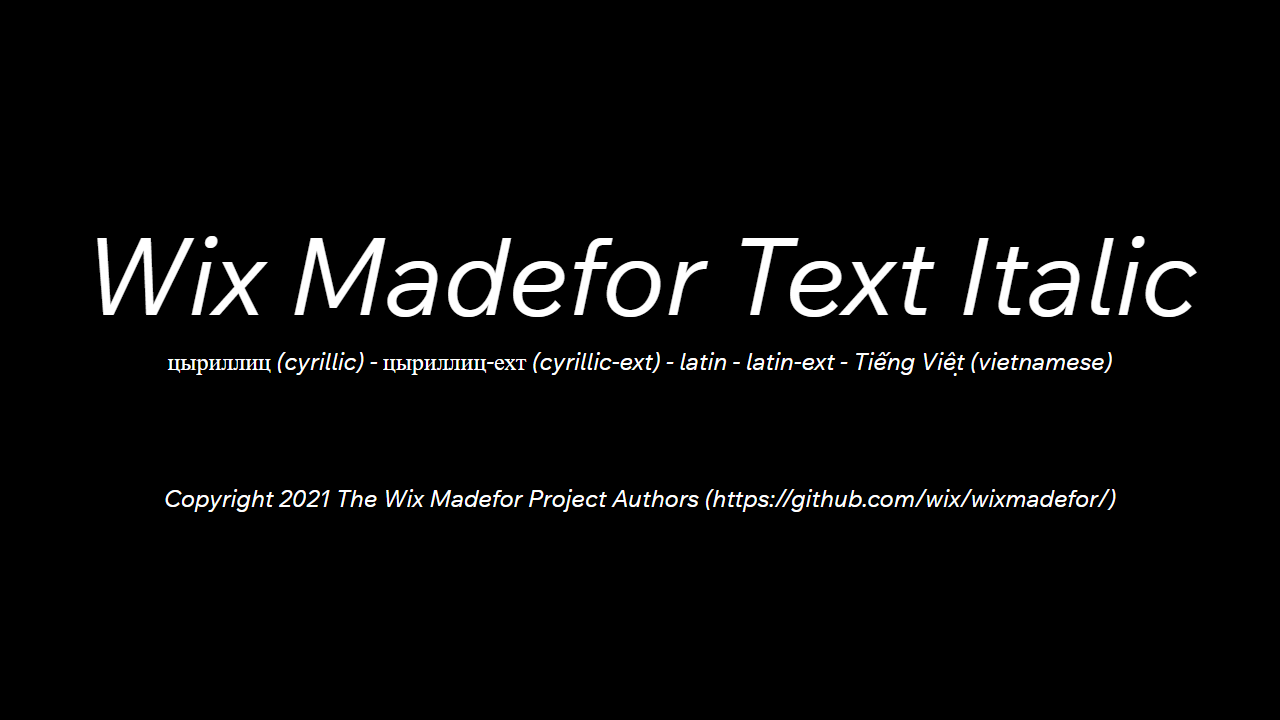 Wix Madefor Text Italic
цыриллиц (cyrillic) - цыриллиц-ext (cyrillic-ext) - latin - latin-ext - Tiếng Việt (vietnamese)
Copyright 2021 The Wix Madefor Project Authors (https://github.com/wix/wixmadefor/)